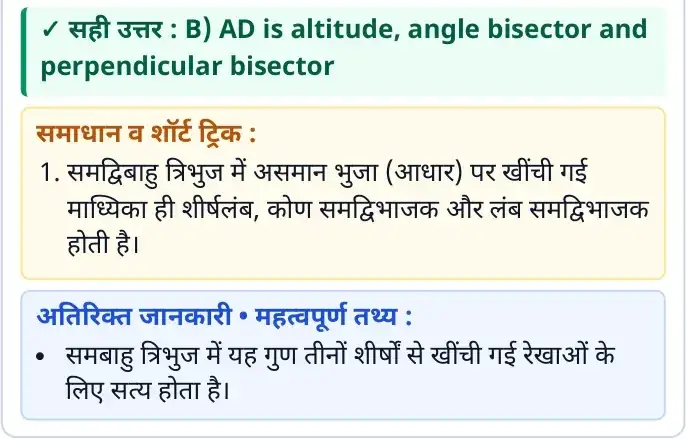 ✓ सही उत्तर : B) AD is altitude, angle bisector and
perpendicular bisector
समाधान व शॉर्ट ट्रिक :
1. समद्विबाहु त्रिभुज में असमान भुजा (आधार) पर खींची गई
माध्यिका ही शीर्षलंब, कोण समद्विभाजक और लंब समद्विभाजक
होती है।
अतिरिक्त जानकारी • महत्वपूर्ण तथ्य :
• समबाहु त्रिभुज में यह गुण तीनों शीर्षों से खींची गई रेखाओं के
लिए सत्य होता है।